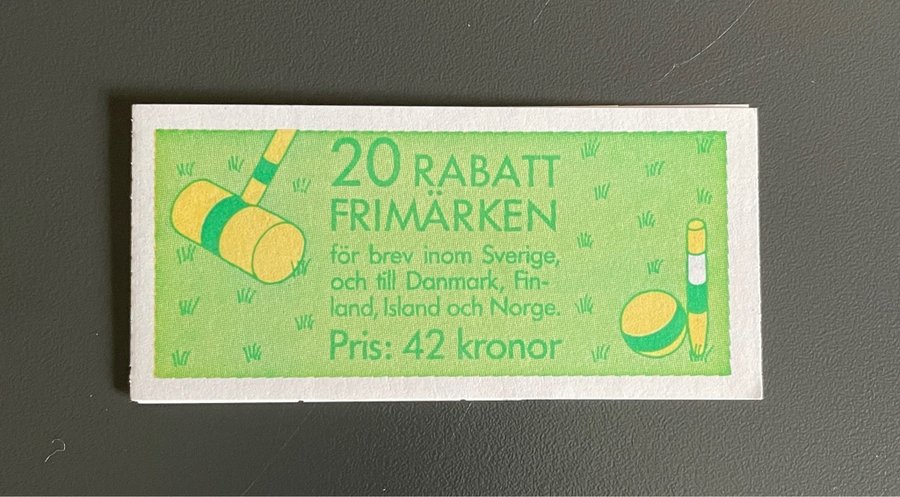 20 RABATT
FRIMÄRKEN
för brev inom Sverige,
och till Danmark, Fin-
land, Island och Norge.
Pris: 42 kronor